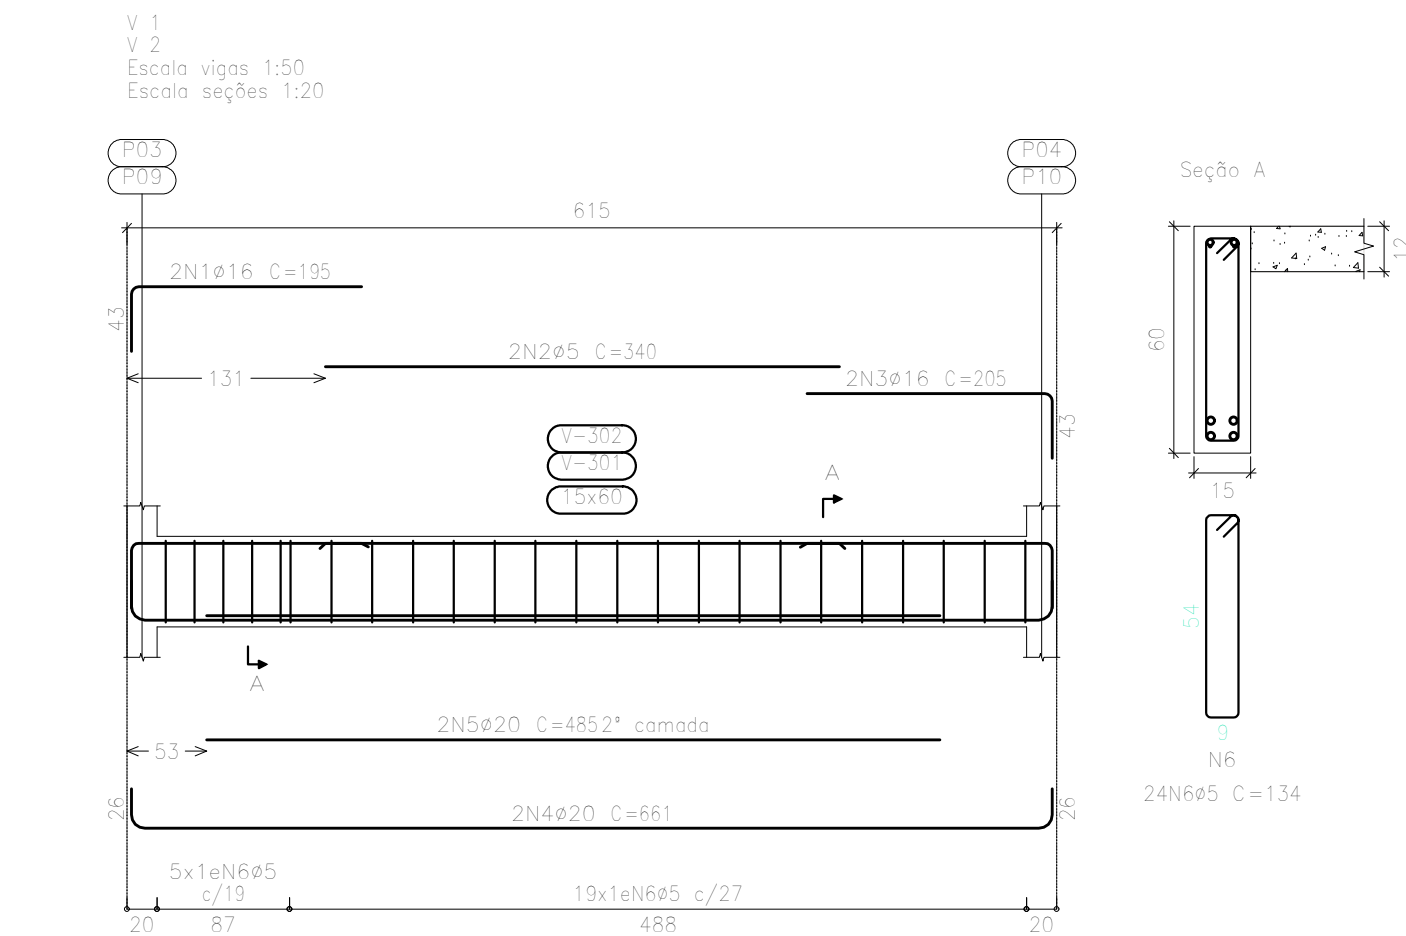 V 1
V 2
Escala vigas 1:50
Escala seções 1:20
P03
P09
P04
P10
Seção A
615
2N1ø16 C=195
43
2N2ø5 C=340
131
2N3ø16 C=205
43
V-302
V-301
15x60
A
A
12
60
15
54
9
N6
24N6ø5 C=134
2N5ø20 C=4852ª camada
53
26
2N4ø20 C=661
26
5x1eN6ø5
c/19
19x1eN6ø5 c/27
20
87
488
20